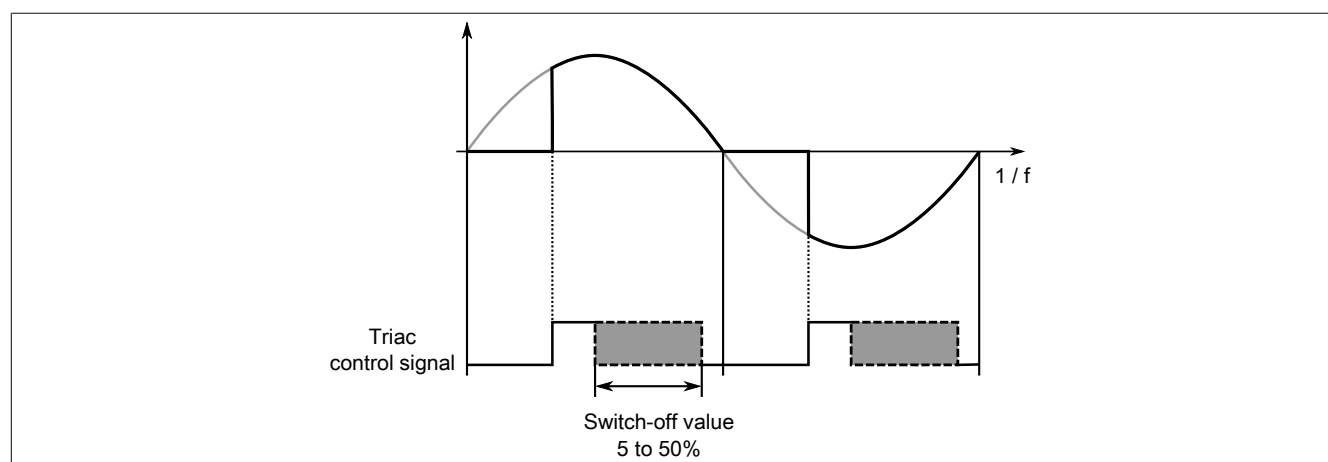 1 / f
Triac
control signal
Switch-off value
5 to 50%